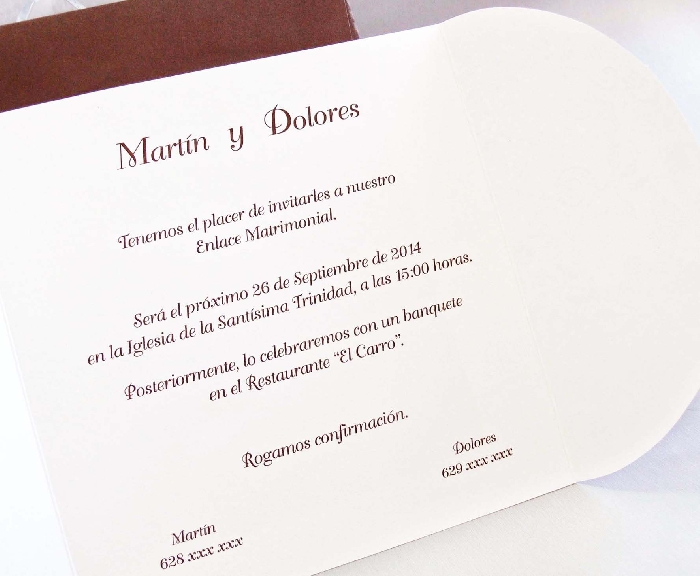 Martín y Dolores
Tenemos el placer de invitarles a nuestro
Enlace Matrimonial.
Será el próximo 26 de Septiembre de 2014
en la Iglesia de la Santísima Trinidad, a las 15:00 horas.
Posteriormente, lo celebraremos con un banquete
en el Restaurante “El Carro”.
Rogamos confirmación.
Martín
628 xxx xxx
Dolores
629 xxx xxx